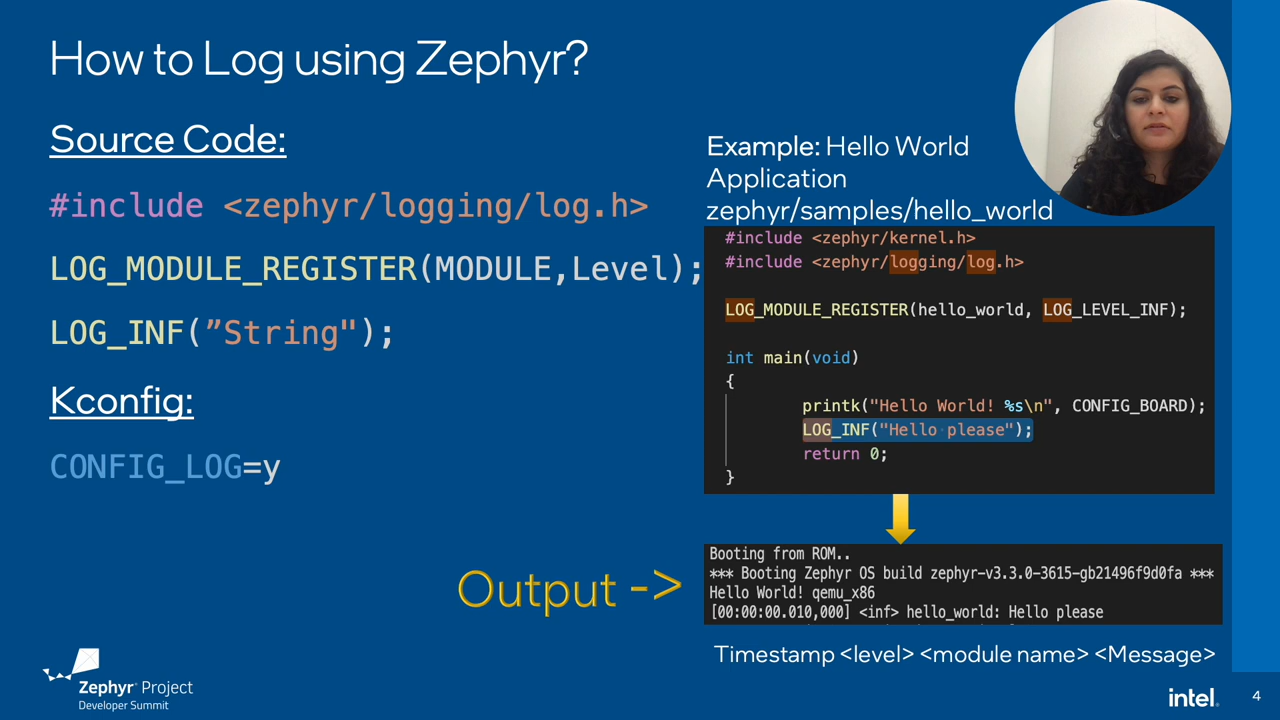 How to Log using Zephyr?
Source Code:
#include <zephyr/logging/log.h>
LOG_MODULE_REGISTER(MODULE,Level);
LOG_INF(”String");
Kconfig:
CONFIG_LOG=y
Example: Hello World
Application
zephyr/samples/hello_world
#include <zephyr/kernel.h>
#include <zephyr/logging/log.h>
LOG_MODULE_REGISTER(hello_world, LOG_LEVEL_INF);
int main(void)
{
printk("Hello World! %s\n", CONFIG_BOARD);
LOG_INF("Hello please");
return 0;
}
Output ->
Booting from ROM..
*** Booting Zephyr OS build zephyr-v3.3.0-3615-gb21496f9d0fa ***
Hello World! qemu_x86
[00:00:00.010,000] <inf> hello_world: Hello please
Timestamp <level> <module name> <Message>
Zephyr® Project
Developer Summit
intel.
4